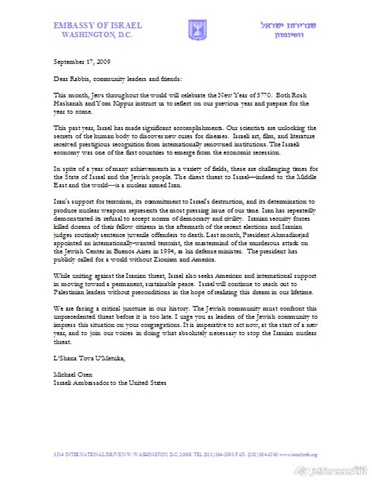 EMBASSY OF ISRAEL
WASHINGTON, D.C.
שגרירות ישראל
וושינגטון
September 17, 2009
Dear Rabbis, community leaders and friends:
This month, Jews throughout the world will celebrate the New Year of 5770. Both Rosh
Hashanah and Yom Kippur instruct us to reflect on our previous year and prepare for the
year to come.
This past year, Israel has made significant accomplishments. Our scientists are unlocking the
secrets of the human body to discover new cures for diseases. Israeli art, film, and literature
received prestigious recognition from internationally renowned institutions. The Israeli
economy was one of the first countries to emerge from the economic recession.
In spite of a year of many achievements in a variety of fields, these are challenging times for
the State of Israel and the Jewish people. The direct threat to Israel—indeed to the Middle
East and the world—is a nuclear armed Iran.
Iran's support for terrorism, its commitment to Israel's destruction, and its determination to
produce nuclear weapons represents the most pressing issue of our time. Iran has repeatedly
demonstrated its refusal to accept norms of democracy and civility. Iranian security forces
killed dozens of their fellow citizens in the aftermath of the recent elections and Iranian
judges routinely sentence juvenile offenders to death. Last month, President Ahmadinejad
appointed an internationally-wanted terrorist, the mastermind of the murderous attack on
the Jewish Center in Buenos Aires in 1994, as his defense minister. The president has
publicly called for a world without Zionism and America.
While uniting against the Iranian threat, Israel also seeks American and international support
in moving toward a permanent, sustainable peace. Israel will continue to reach out to
Palestinian leaders without preconditions in the hope of realizing this dream in our lifetime.
We are facing a critical juncture in our history. The Jewish community must confront this
unprecedented threat before it is too late. I urge you as leaders of the Jewish community to
impress this situation on your congregations. It is imperative to act now, at the start of a new
year, and to join our voices in doing what absolutely necessary to stop the Iranian nuclear
threat.
L'Shana Tova U'Metuka,
Michael Oren
Israeli Ambassador to the United States
3514 INTERNATIONAL DRIVE N.W. WASHINGTON, D.C. 20008 TEL (202) 364-5500 FAX (202) 364-5560